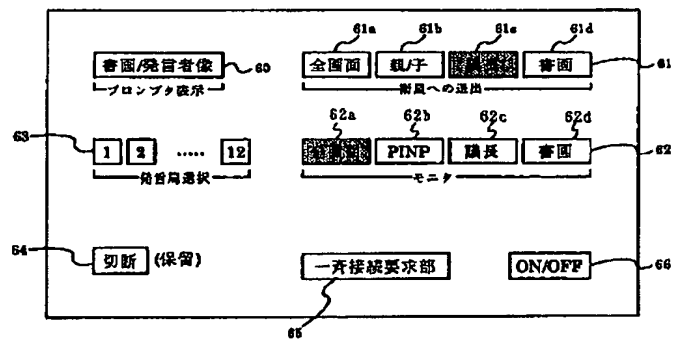 61a 61b 61c 61d
書画/発言者像 60 全画面 親/子 書画 61
プロンプタ表示 衛星への送出
62a 62b 62c 62d
63 1 2 ..... 12 PINP 議長 書画 62
発言局選択 モニタ
64 切断 (保留) 一斉接続要求部 ON/OFF 66
65